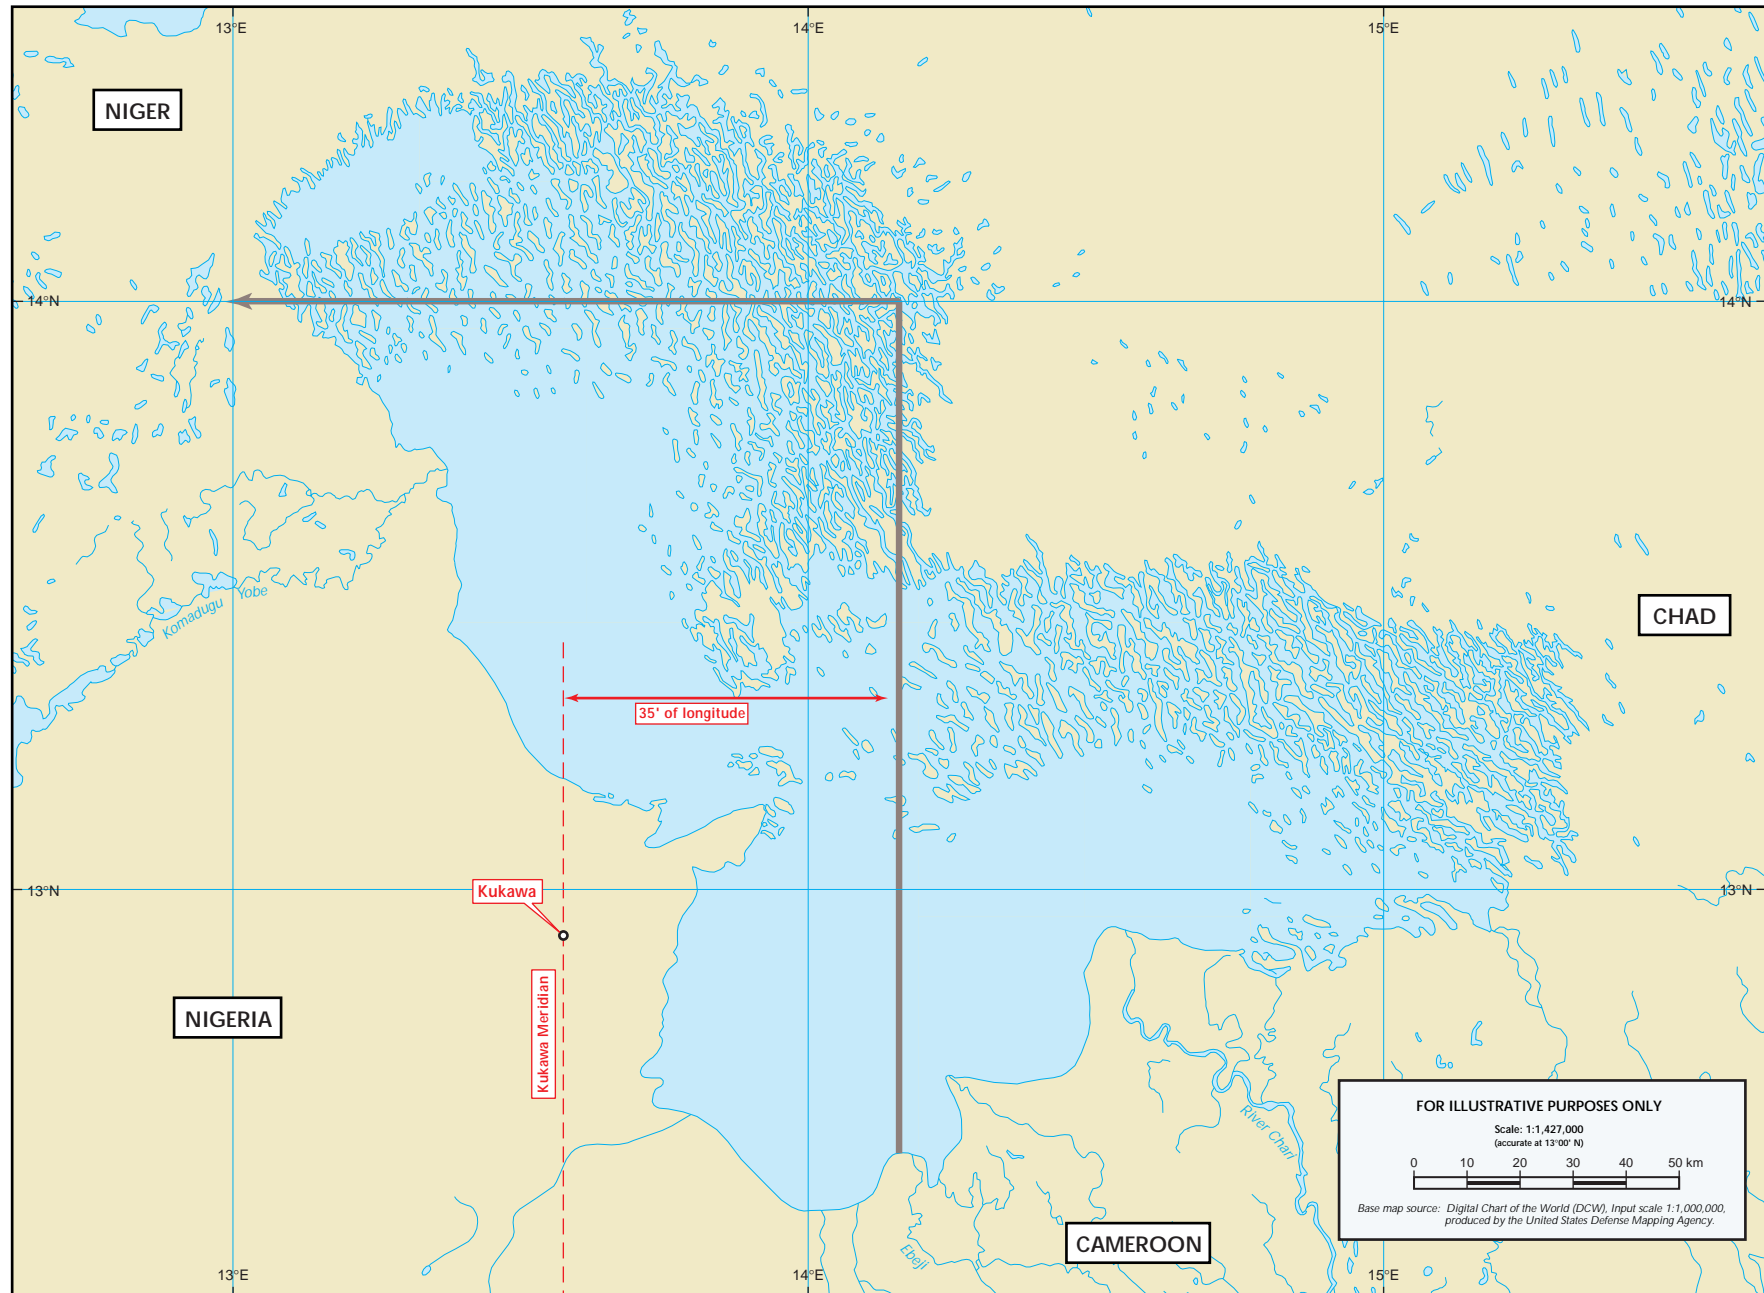 13°E
14°E
15°E
NIGER
14°N
14°N
Komadugu Yobe
CHAD
35' of longitude
13°N
Kukawa
13°N
Kukawa Meridian
NIGERIA
River Chari
FOR ILLUSTRATIVE PURPOSES ONLY
Scale: 1:1,427,000
(accurate at 13°00' N)
0 10 20 30 40 50 km
Base map source: Digital Chart of the World (DCW), Input scale 1:1,000,000,
produced by the United States Defense Mapping Agency.
CAMEROON
Ebeji
13°E
14°E
15°E